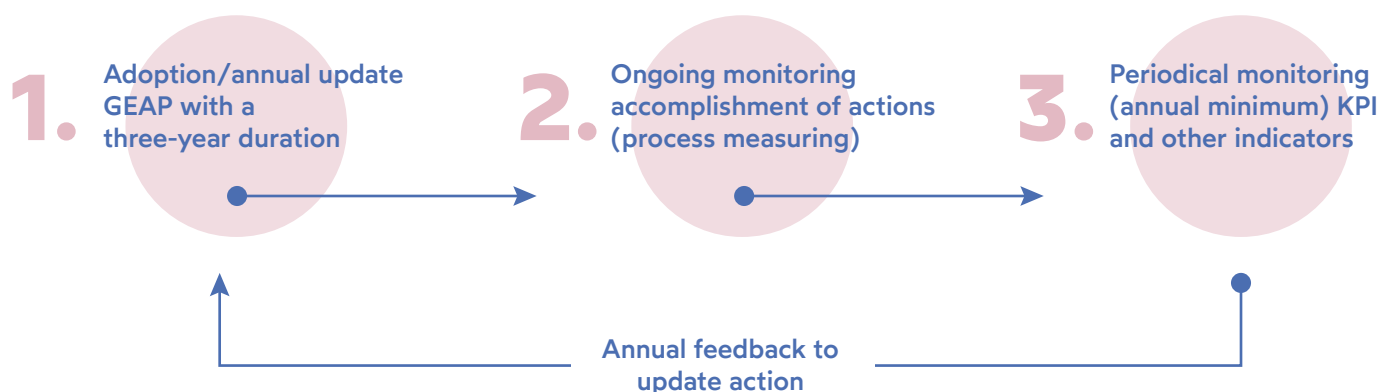 1.
Adoption/annual update
GEAP with a
three-year duration
2.
Ongoing monitoring
accomplishment of actions
(process measuring)
3.
Periodical monitoring
(annual minimum) KPI
and other indicators
Annual feedback to
update action